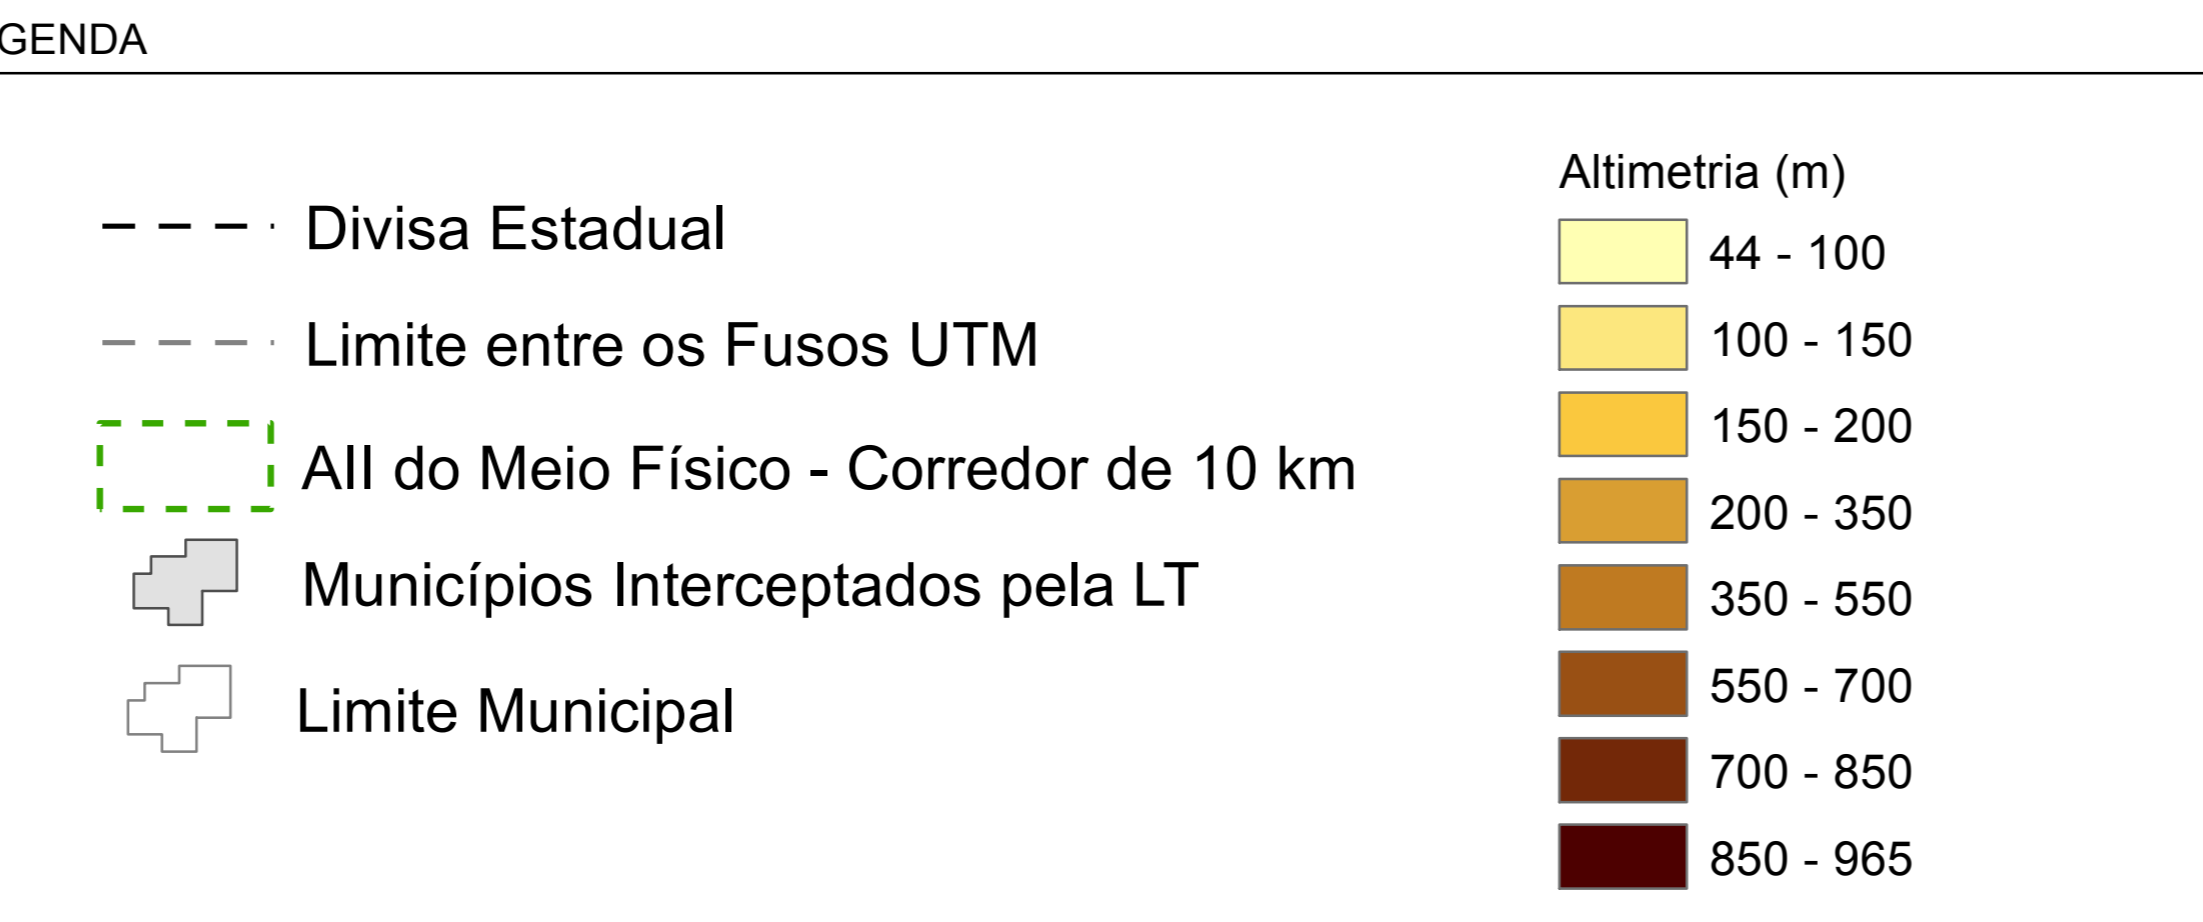 GENDA
Divisa Estadual
Limite entre os Fusos UTM
AII do Meio Físico - Corredor de 10 km
Municípios Interceptados pela LT
Limite Municipal
Altimetria (m)
44 - 100
100 - 150
150 - 200
200 - 350
350 - 550
550 - 700
700 - 850
850 - 965